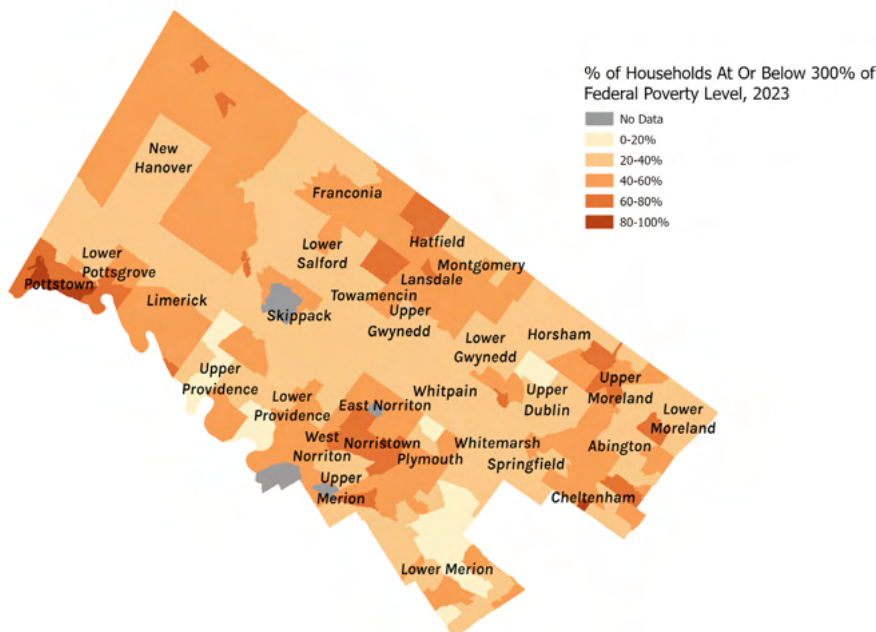 % of Households At Or Below 300% of
Federal Poverty Level, 2023
No Data
0-20%
20-40%
40-60%
60-80%
80-100%
New
Hanover
Franconia
Lower
Salford
Hatfield
Montgomery
Lower
Pottsgrove
Pottstown
Lansdale
Limerick
Towamencin
Skippack
Upper
Gwynedd
Lower
Gwynedd
Horsham
Upper
Providence
Whitpain
Upper
Dublin
Upper
Moreland
Lower
Providence
East Norriton
Lower
Moreland
West
Norriton
Norristown
Plymouth
Whitemarsh
Springfield
Abington
Upper
Merion
Cheltenham
Lower Merion